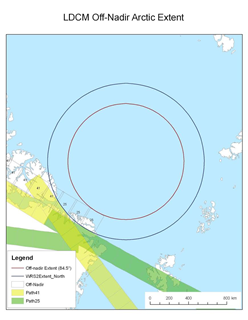 LDCM Off-Nadir Arctic Extent
Legend
Off-nadir Extent (84.5°)
WRS2Extent_North
Off-Nadir
Path41
Path25
0 200 400 800 km